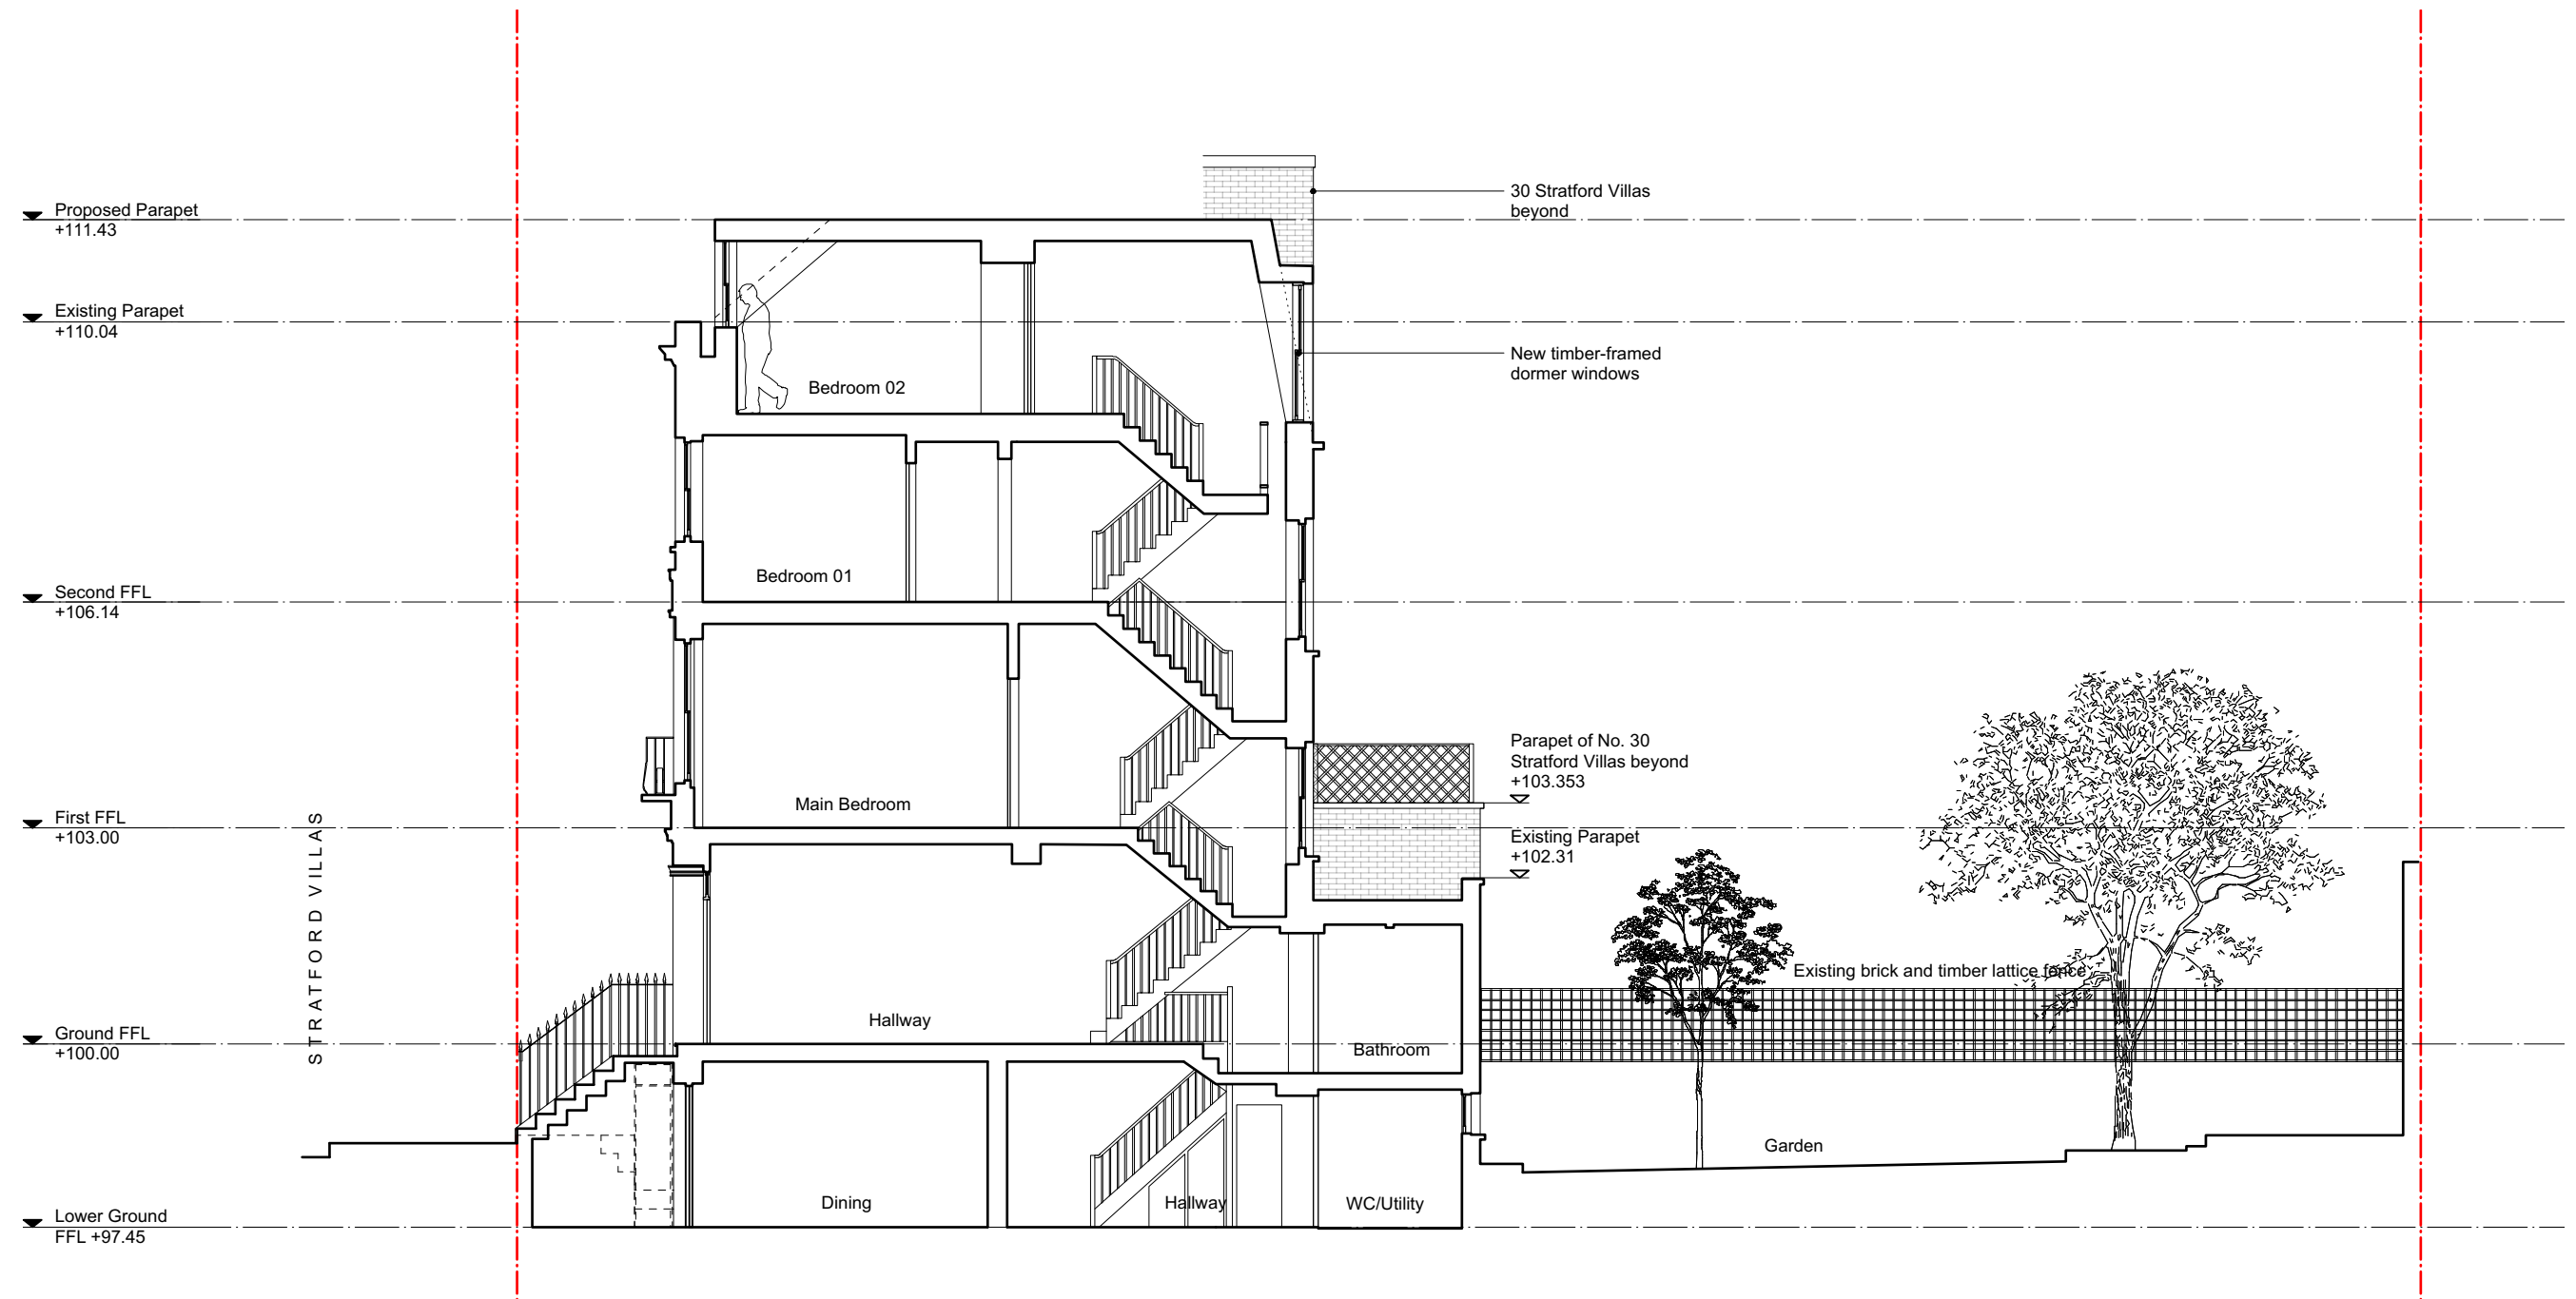 Proposed Parapet
+111.43
Existing Parapet
+110.04
Second FFL
+106.14
First FFL
+103.00
Ground FFL
+100.00
Lower Ground
FFL +97.45
STRATFORD VILLAS
30 Stratford Villas
beyond
New timber-framed
dormer windows
Bedroom 02
Bedroom 01
Main Bedroom
Parapet of No. 30
Stratford Villas beyond
+103.353
Existing Parapet
+102.31
Existing brick and timber lattice fence
Hallway
Bathroom
Garden
Dining
Hallway
WC/Utility